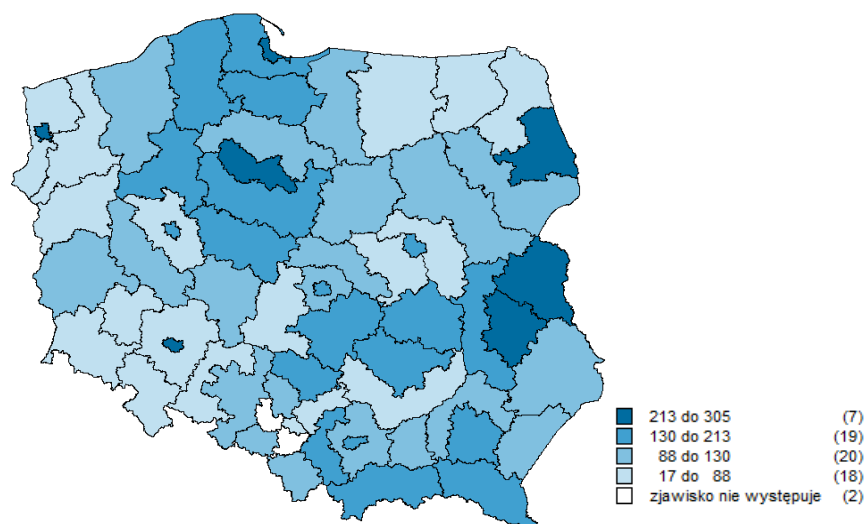 213 do 305 (7)
130 do 213 (19)
88 do 130 (20)
17 do 88 (18)
zjawisko nie występuje (2)